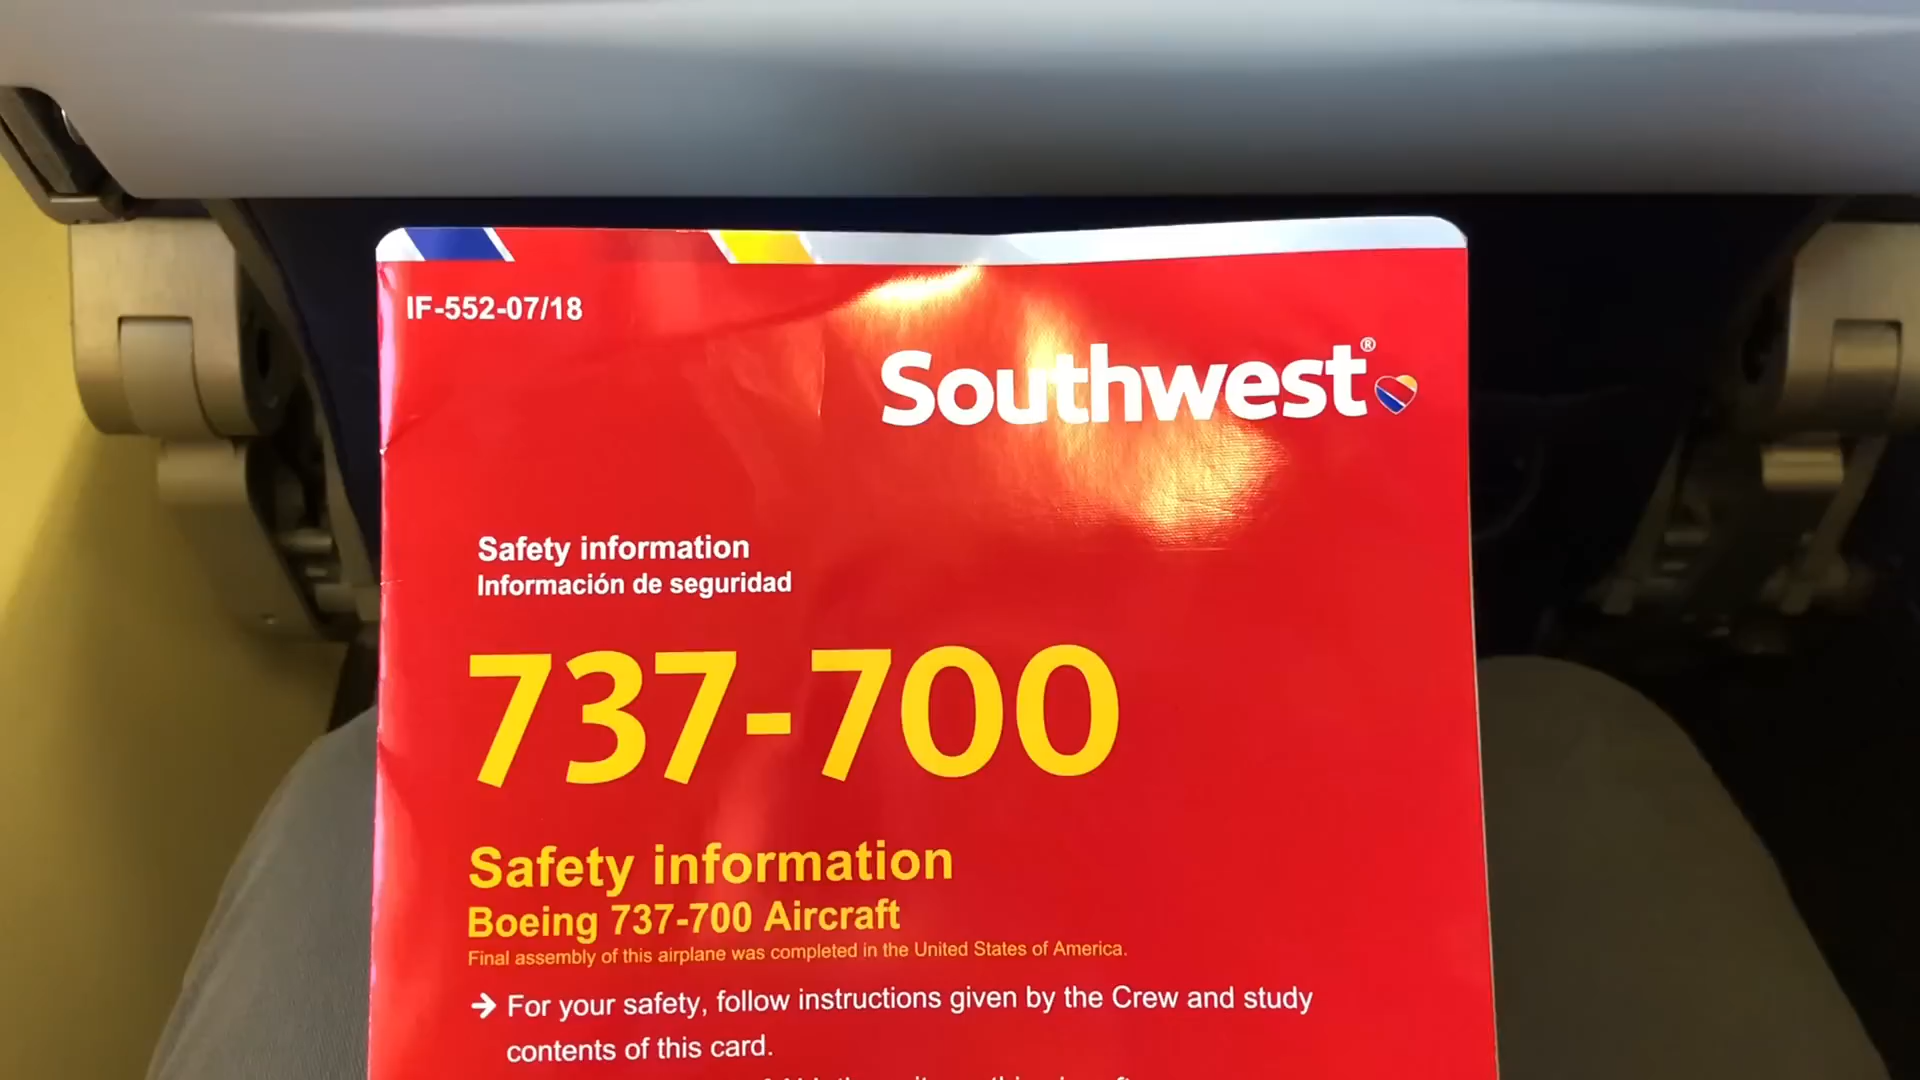 IF-552-07/18
Southwest®
Safety information
Información de seguridad
737-700
Safety information
Boeing 737-700 Aircraft
Final assembly of this airplane was completed in the United States of America.
→ For your safety, follow instructions given by the Crew and study
contents of this card.